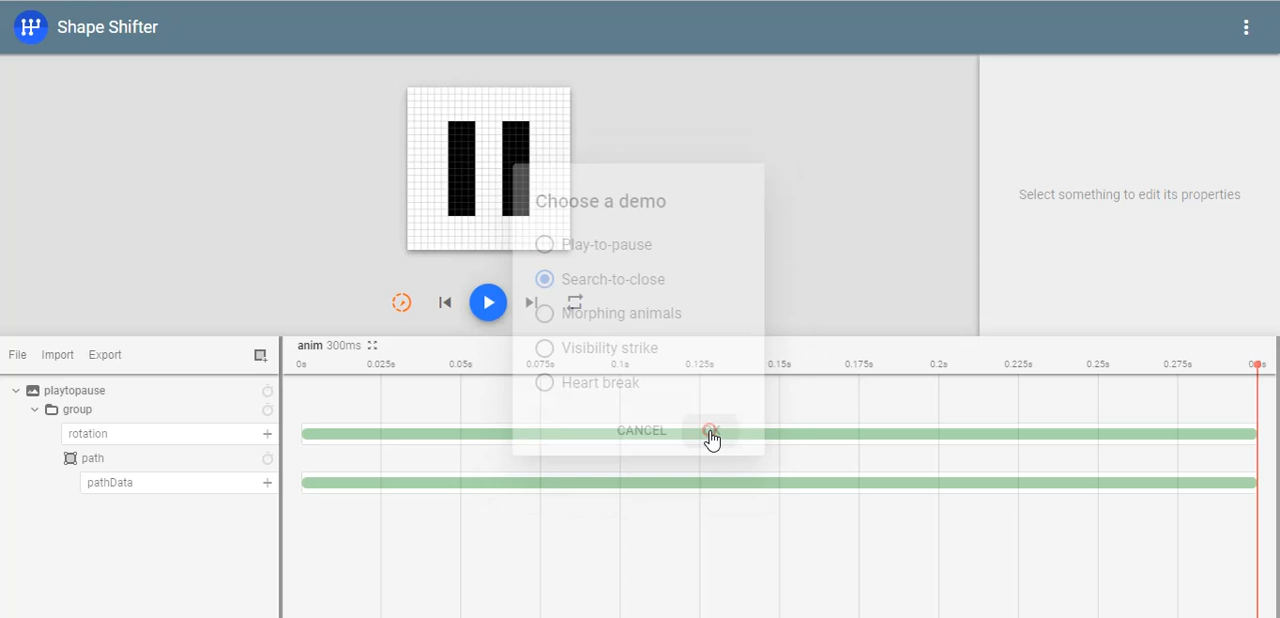 Shape Shifter
Choose a demo
Play-to-pause
Search-to-close
Morphing animals
Visibility strike
Heart break
CANCEL
Select something to edit its properties
File Import Export
anim 300ms
0s 0.025s 0.05s 0.075s 0.1s 0.125s 0.15s 0.175s 0.2s 0.225s 0.25s 0.275s
playtopause
group
rotation
path
pathData